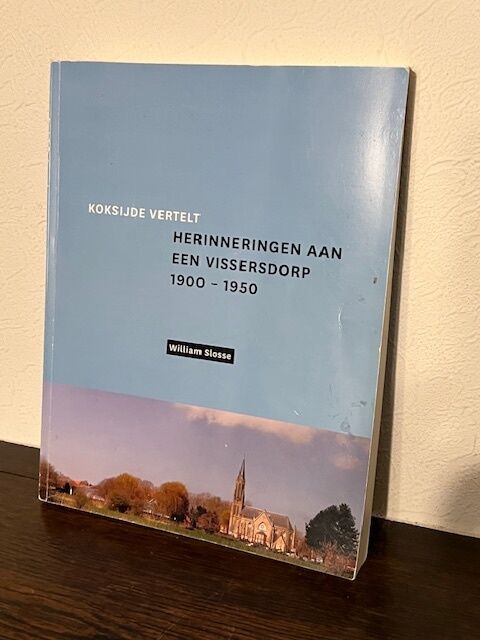 KOKSIJDE VERTELT
HERINNERINGEN AAN
EEN VISSERSDORP
1900 - 1950
William Slosse